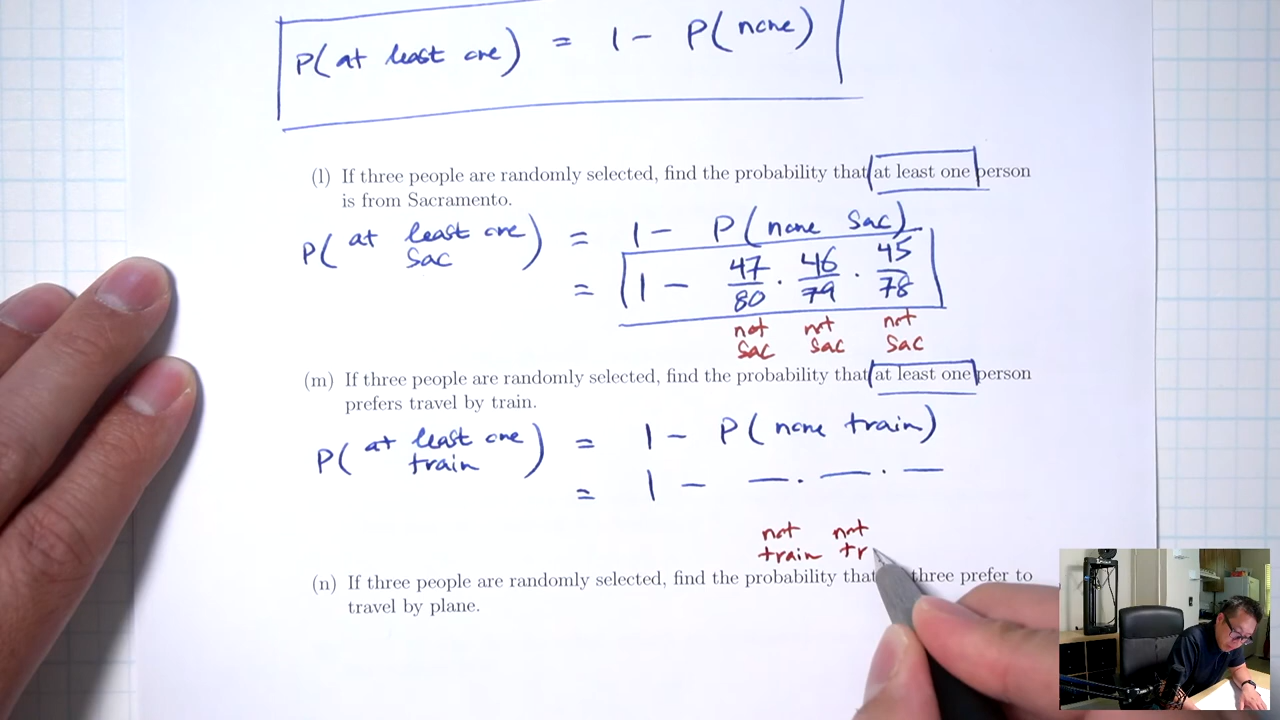 P(at least one) = 1 - P(none)
(l) If three people are randomly selected, find the probability that at least one person
is from Sacramento.
P(at least one Sac) = 1 - P(none Sac)
= 1 - 47/80 · 46/79 · 45/78
not Sac not Sac not Sac
(m) If three people are randomly selected, find the probability that at least one person
prefers travel by train.
P(at least one train) = 1 - P(none train)
= 1 - — · — · —
not not
train tr
(n) If three people are randomly selected, find the probability that three prefer to
travel by plane.